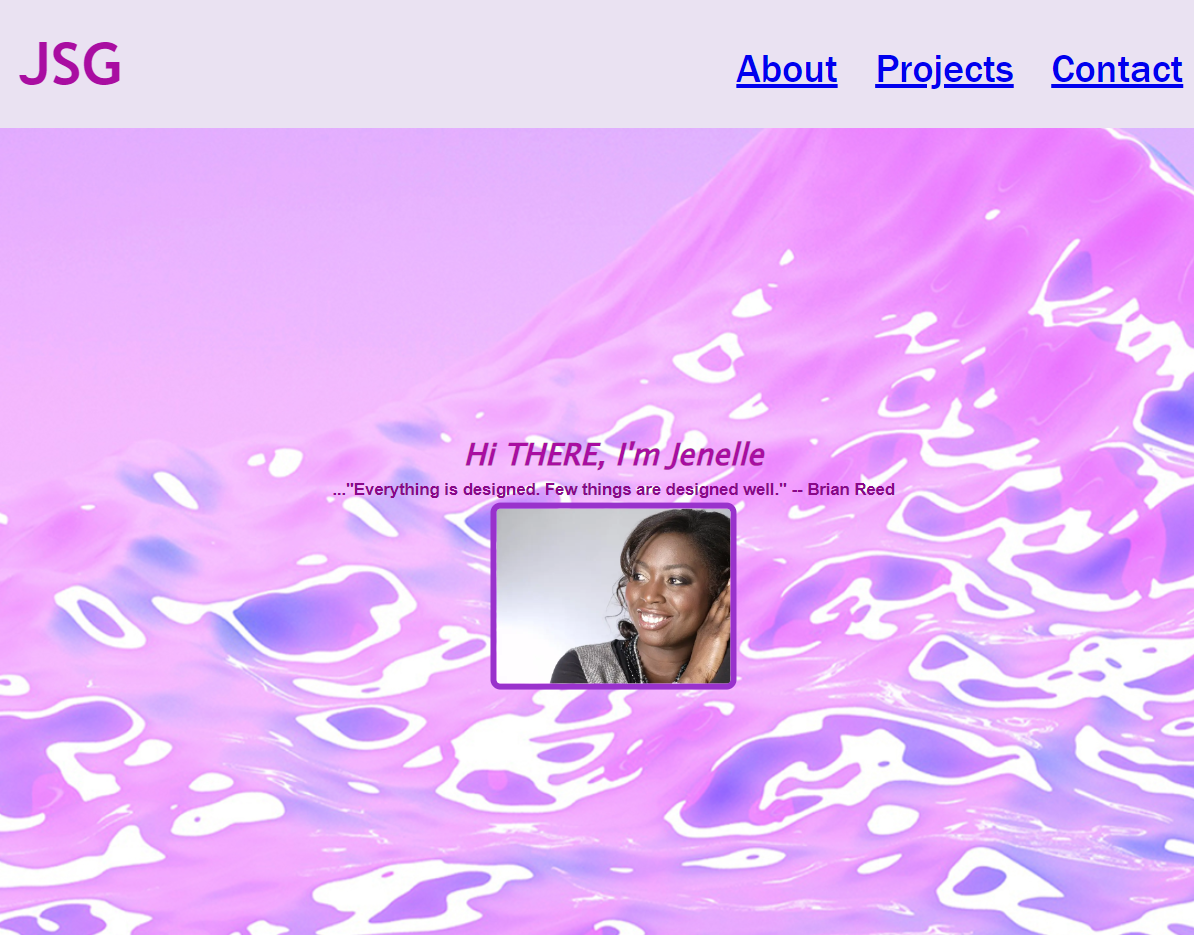 JSG
About Projects Contact
Hi THERE, I'm Jenelle
..."Everything is designed. Few things are designed well." -- Brian Reed